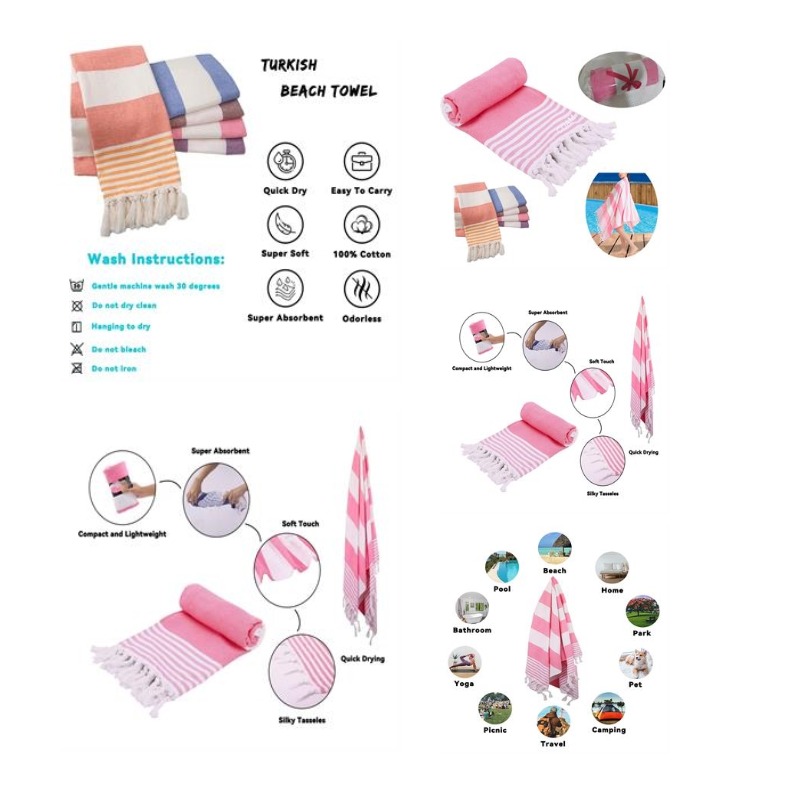 TURKISH
BEACH TOWEL
Quick Dry
Easy To Carry
Super Soft
100% Cotton
Super Absorbent
Odorless
Wash Instructions:
30
Gentle machine wash 30 degrees
Do not dry clean
Hanging to dry
Do not bleach
Do not iron
Super Absorbent
Compact and Lightweight
Soft Touch
Quick Drying
Silky Tasseles
Super Absorbent
Compact and Lightweight
Soft Touch
Quick Drying
Silky Tasseles
Beach
Pool
Home
Bathroom
Park
Yoga
Pet
Picnic
Camping
Travel